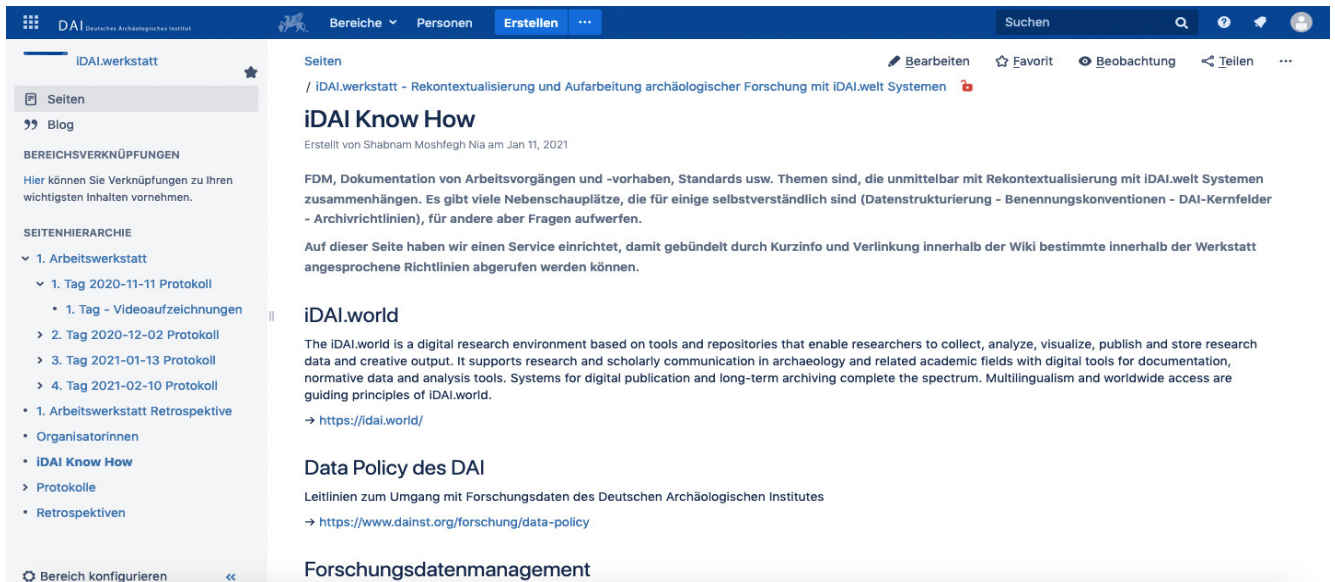 DAI Deutsches Archäologisches Institut
Bereiche Personen Erstellen ... Suchen
iDAI.werkstatt
Seiten
Blog
BEREICHSVERKNÜPFUNGEN
Hier können Sie Verknüpfungen zu Ihren
wichtigsten Inhalten vornehmen.
SEITENHIERARCHIE
1. Arbeitswerkstatt
1. Tag 2020-11-11 Protokoll
• 1. Tag - Videoaufzeichnungen
2. Tag 2020-12-02 Protokoll
3. Tag 2021-01-13 Protokoll
4. Tag 2021-02-10 Protokoll
• 1. Arbeitswerkstatt Retrospektive
• Organisatorinnen
• iDAI Know How
Protokolle
• Retrospektiven
Bereich konfigurieren «
Seiten
Bearbeiten Favorit Beobachtung Teilen ...
/ iDAI.werkstatt - Rekontextualisierung und Aufarbeitung archäologischer Forschung mit iDAI.welt Systemen
iDAI Know How
Erstellt von Shabnam Moshfegh Nia am Jan 11, 2021
FDM, Dokumentation von Arbeitsvorgängen und -vorhaben, Standards usw. Themen sind, die unmittelbar mit Rekontextualisierung mit iDAI.welt Systemen
zusammenhängen. Es gibt viele Nebenschauplätze, die für einige selbstverständlich sind (Datenstrukturierung - Benennungskonventionen - DAI-Kernfelder
- Archivrichtlinien), für andere aber Fragen aufwerfen.
Auf dieser Seite haben wir einen Service einrichtet, damit gebündelt durch Kurzinfo und Verlinkung innerhalb der Wiki bestimmte innerhalb der Werkstatt
angesprochene Richtlinien abgerufen werden können.
iDAI.world
The iDAI.world is a digital research environment based on tools and repositories that enable researchers to collect, analyze, visualize, publish and store research
data and creative output. It supports research and scholarly communication in archaeology and related academic fields with digital tools for documentation,
normative data and analysis tools. Systems for digital publication and long-term archiving complete the spectrum. Multilingualism and worldwide access are
guiding principles of iDAI.world.
→ https://idai.world/
Data Policy des DAI
Leitlinien zum Umgang mit Forschungsdaten des Deutschen Archäologischen Institutes
→ https://www.dainst.org/forschung/data-policy
Forschungsdatenmanagement